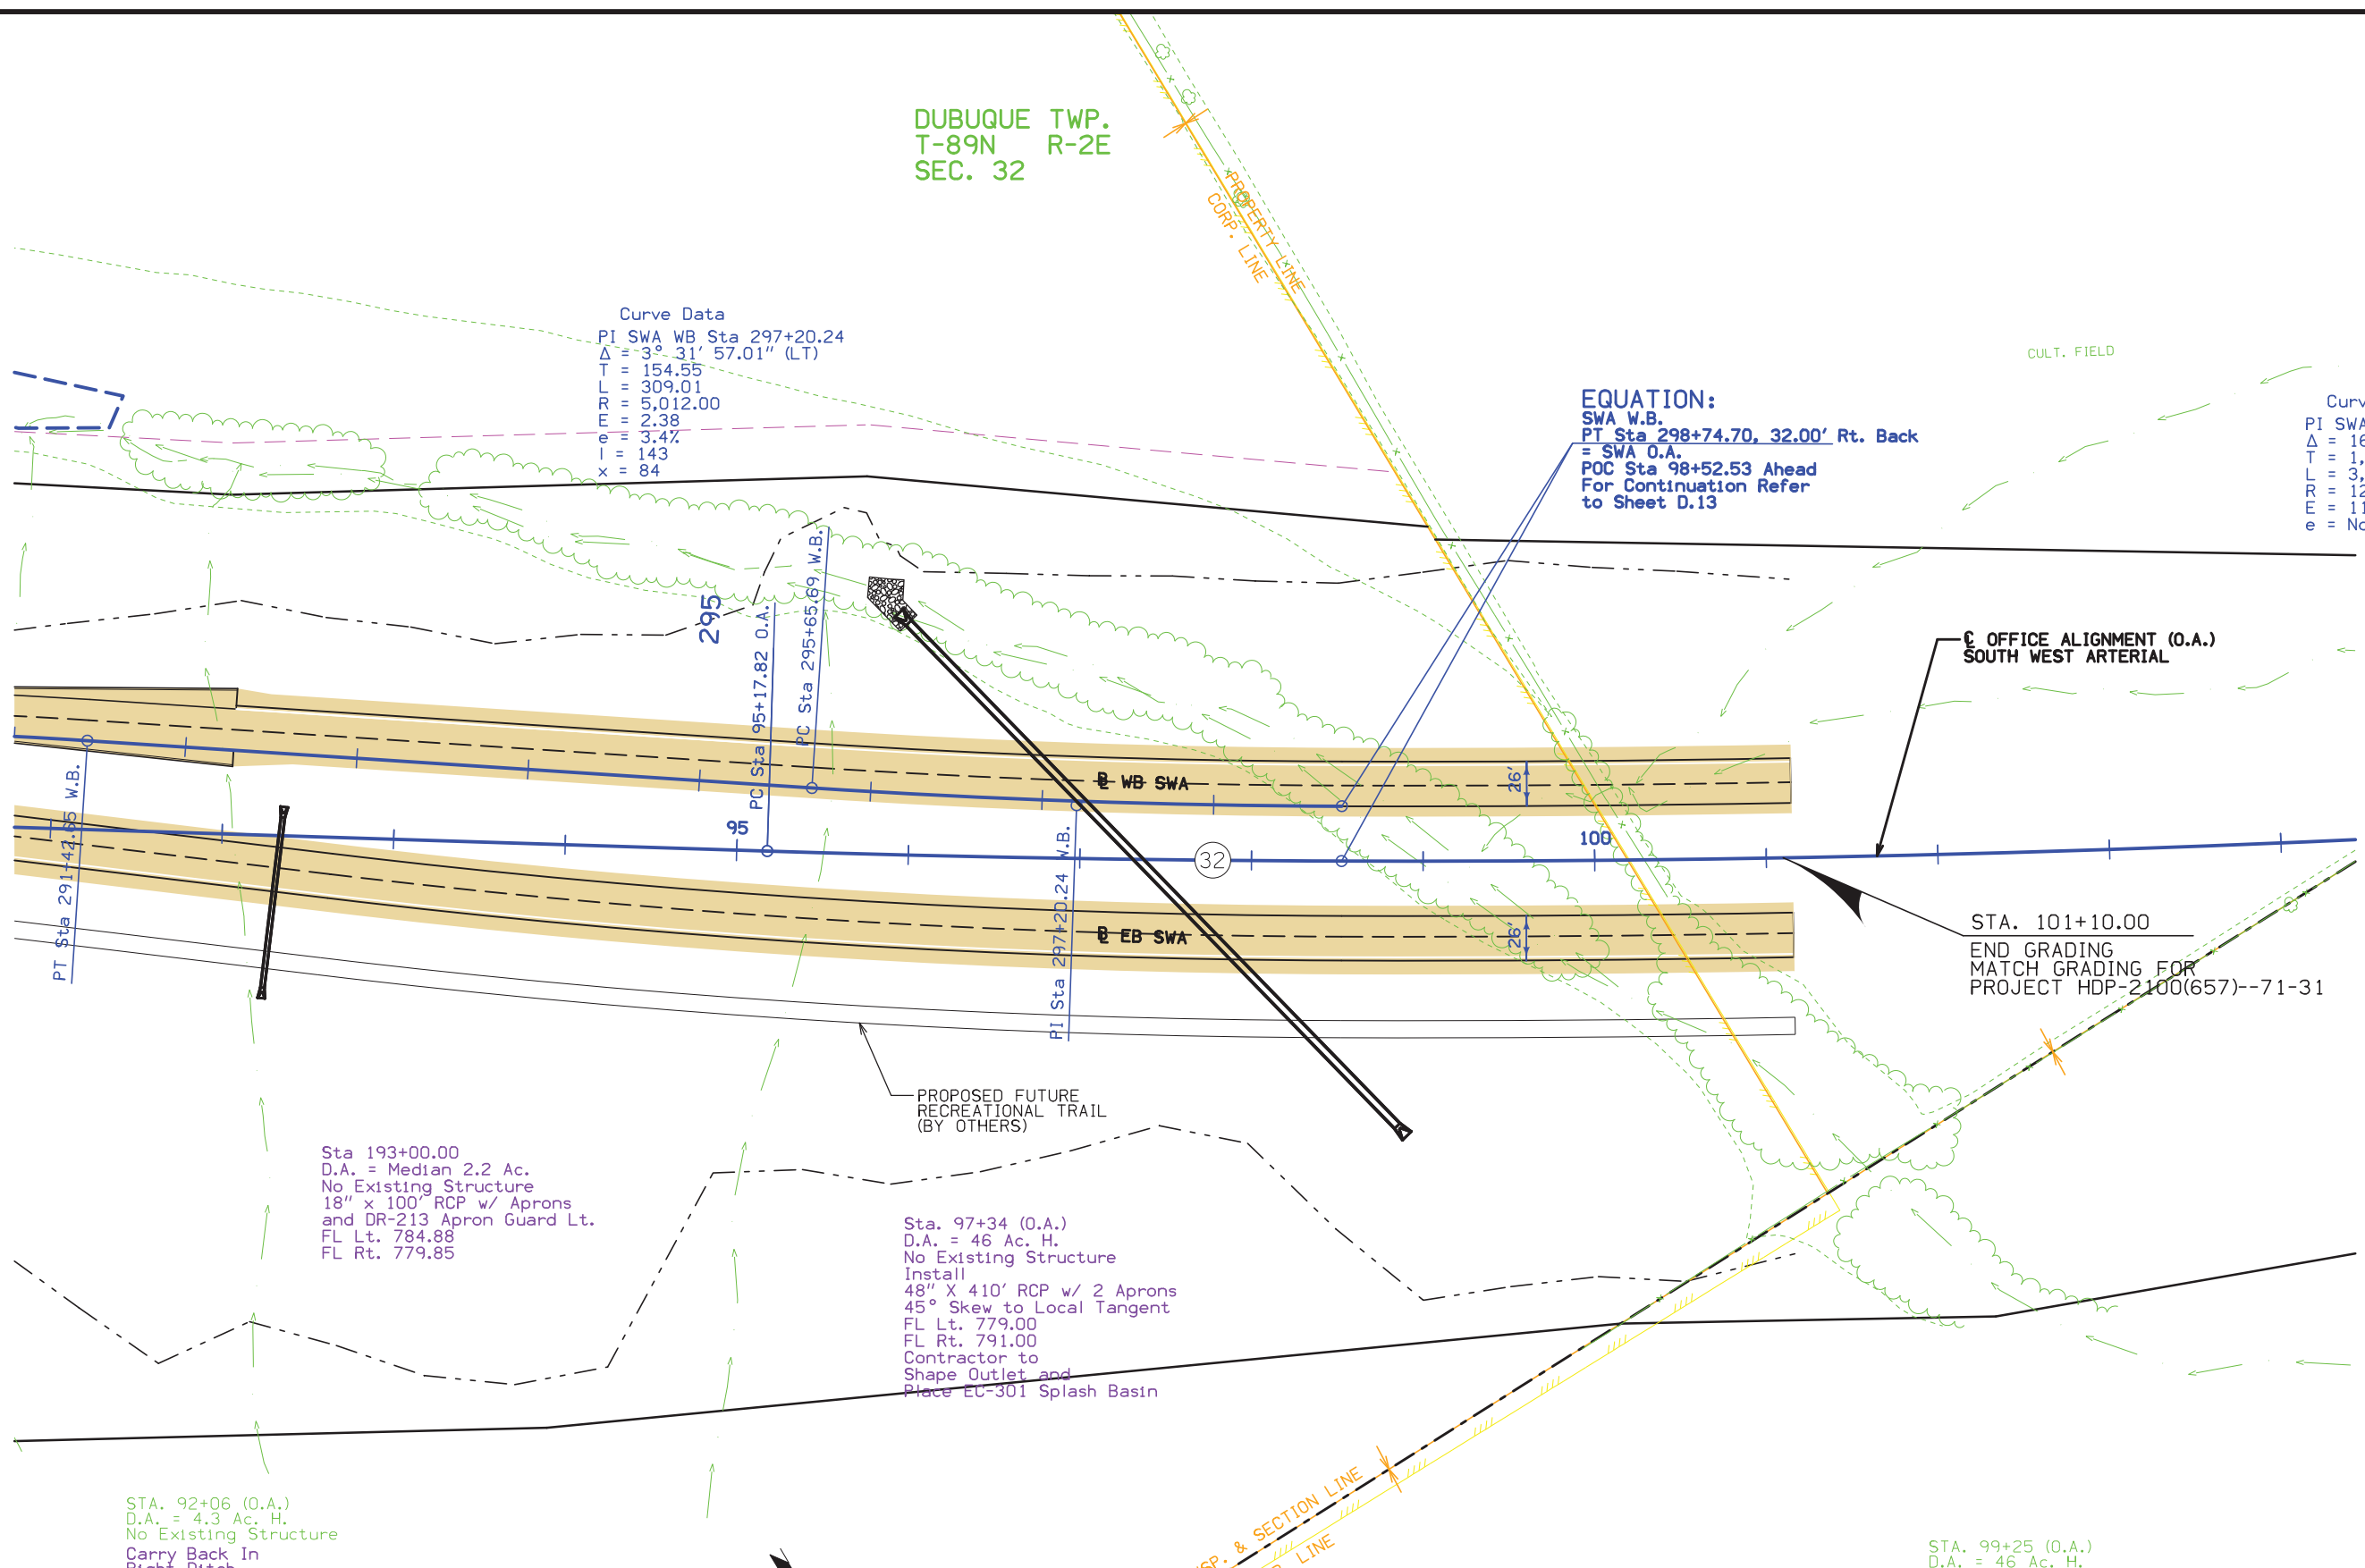 DUBUQUE TWP.
T-89N R-2E
SEC. 32
PROPERTY LINE
CORP. LINE
Curve Data
PI SWA WB Sta 297+20.24
Δ = 3° 31' 57.01" (LT)
T = 154.55
L = 309.01
R = 5,012.00
E = 2.38
e = 3.4%
l = 143
x = 84
CULT. FIELD
EQUATION:
SWA W.B.
PT Sta 298+74.70, 32.00' Rt. Back
= SWA O.A.
POC Sta 98+52.53 Ahead
For Continuation Refer
to Sheet D.13
PI SWA
Δ = 16
T = 1,
L = 3,
R = 12
E = 11
e = No
295
PC Sta 95+17.82 O.A.
PC Sta 295+65.69 W.B.
℄ OFFICE ALIGNMENT (O.A.)
SOUTH WEST ARTERIAL
PT Sta 291+42.65 W.B.
WB SWA
26'
95
100
32
PI Sta 297+20.24 W.B.
EB SWA
26'
STA. 101+10.00
END GRADING
MATCH GRADING FOR
PROJECT HDP-2100(657)--71-31
PROPOSED FUTURE
RECREATIONAL TRAIL
(BY OTHERS)
Sta 193+00.00
D.A. = Median 2.2 Ac.
No Existing Structure
18" x 100' RCP w/ Aprons
and DR-213 Apron Guard Lt.
FL Lt. 784.88
FL Rt. 779.85
Sta. 97+34 (O.A.)
D.A. = 46 Ac. H.
No Existing Structure
Install
48" X 410' RCP w/ 2 Aprons
45° Skew to Local Tangent
FL Lt. 779.00
FL Rt. 791.00
Contractor to
Shape Outlet and
Place EC-301 Splash Basin
STA. 92+06 (O.A.)
D.A. = 4.3 Ac. H.
No Existing Structure
Carry Back In
Right Ditch
& SECTION LINE
LINE
STA. 99+25 (O.A.)
D.A. = 46 Ac. H.